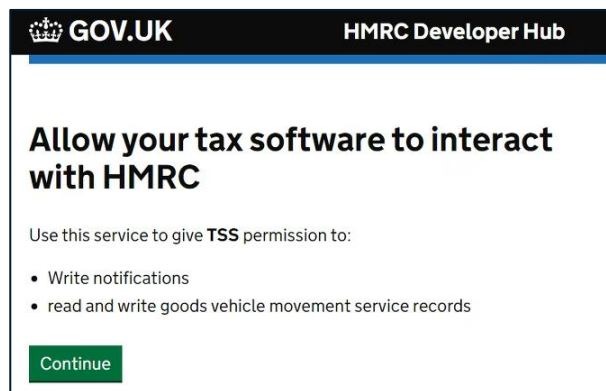 GOV.UK
HMRC Developer Hub
Allow your tax software to interact
with HMRC
Use this service to give TSS permission to:
• Write notifications
• read and write goods vehicle movement service records
Continue